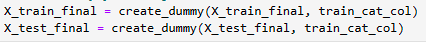 X_train_final = create_dummy(X_train_final, train_cat_col)
X_test_final = create_dummy(X_test_final, train_cat_col)